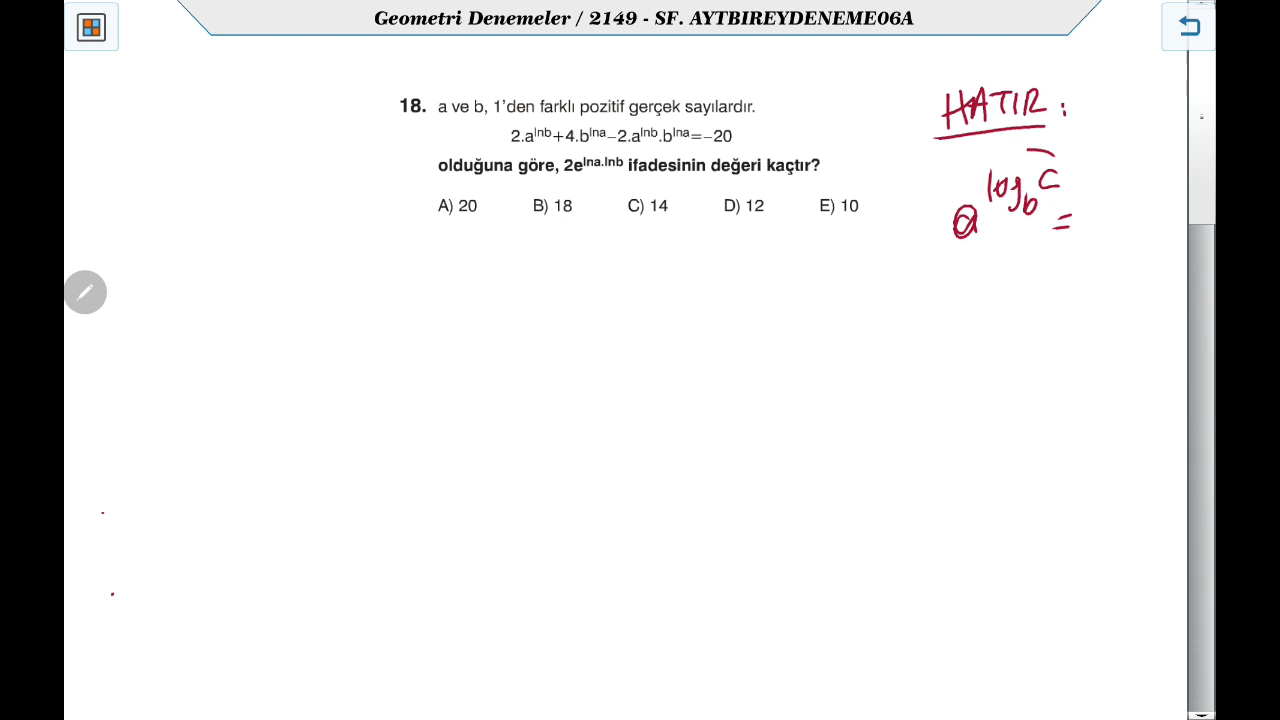 Geometri Denemeler / 2149 - SF. AYTBIREYDENEME06A
18. a ve b, 1'den farklı pozitif gerçek sayılardır.
2.a^lnb+4.b^lna−2.a^lnb.b^lna=−20
olduğuna göre, 2e^lna.lnb ifadesinin değeri kaçtır?
A) 20 B) 18 C) 14 D) 12 E) 10
HATIR :
a^log_b c =